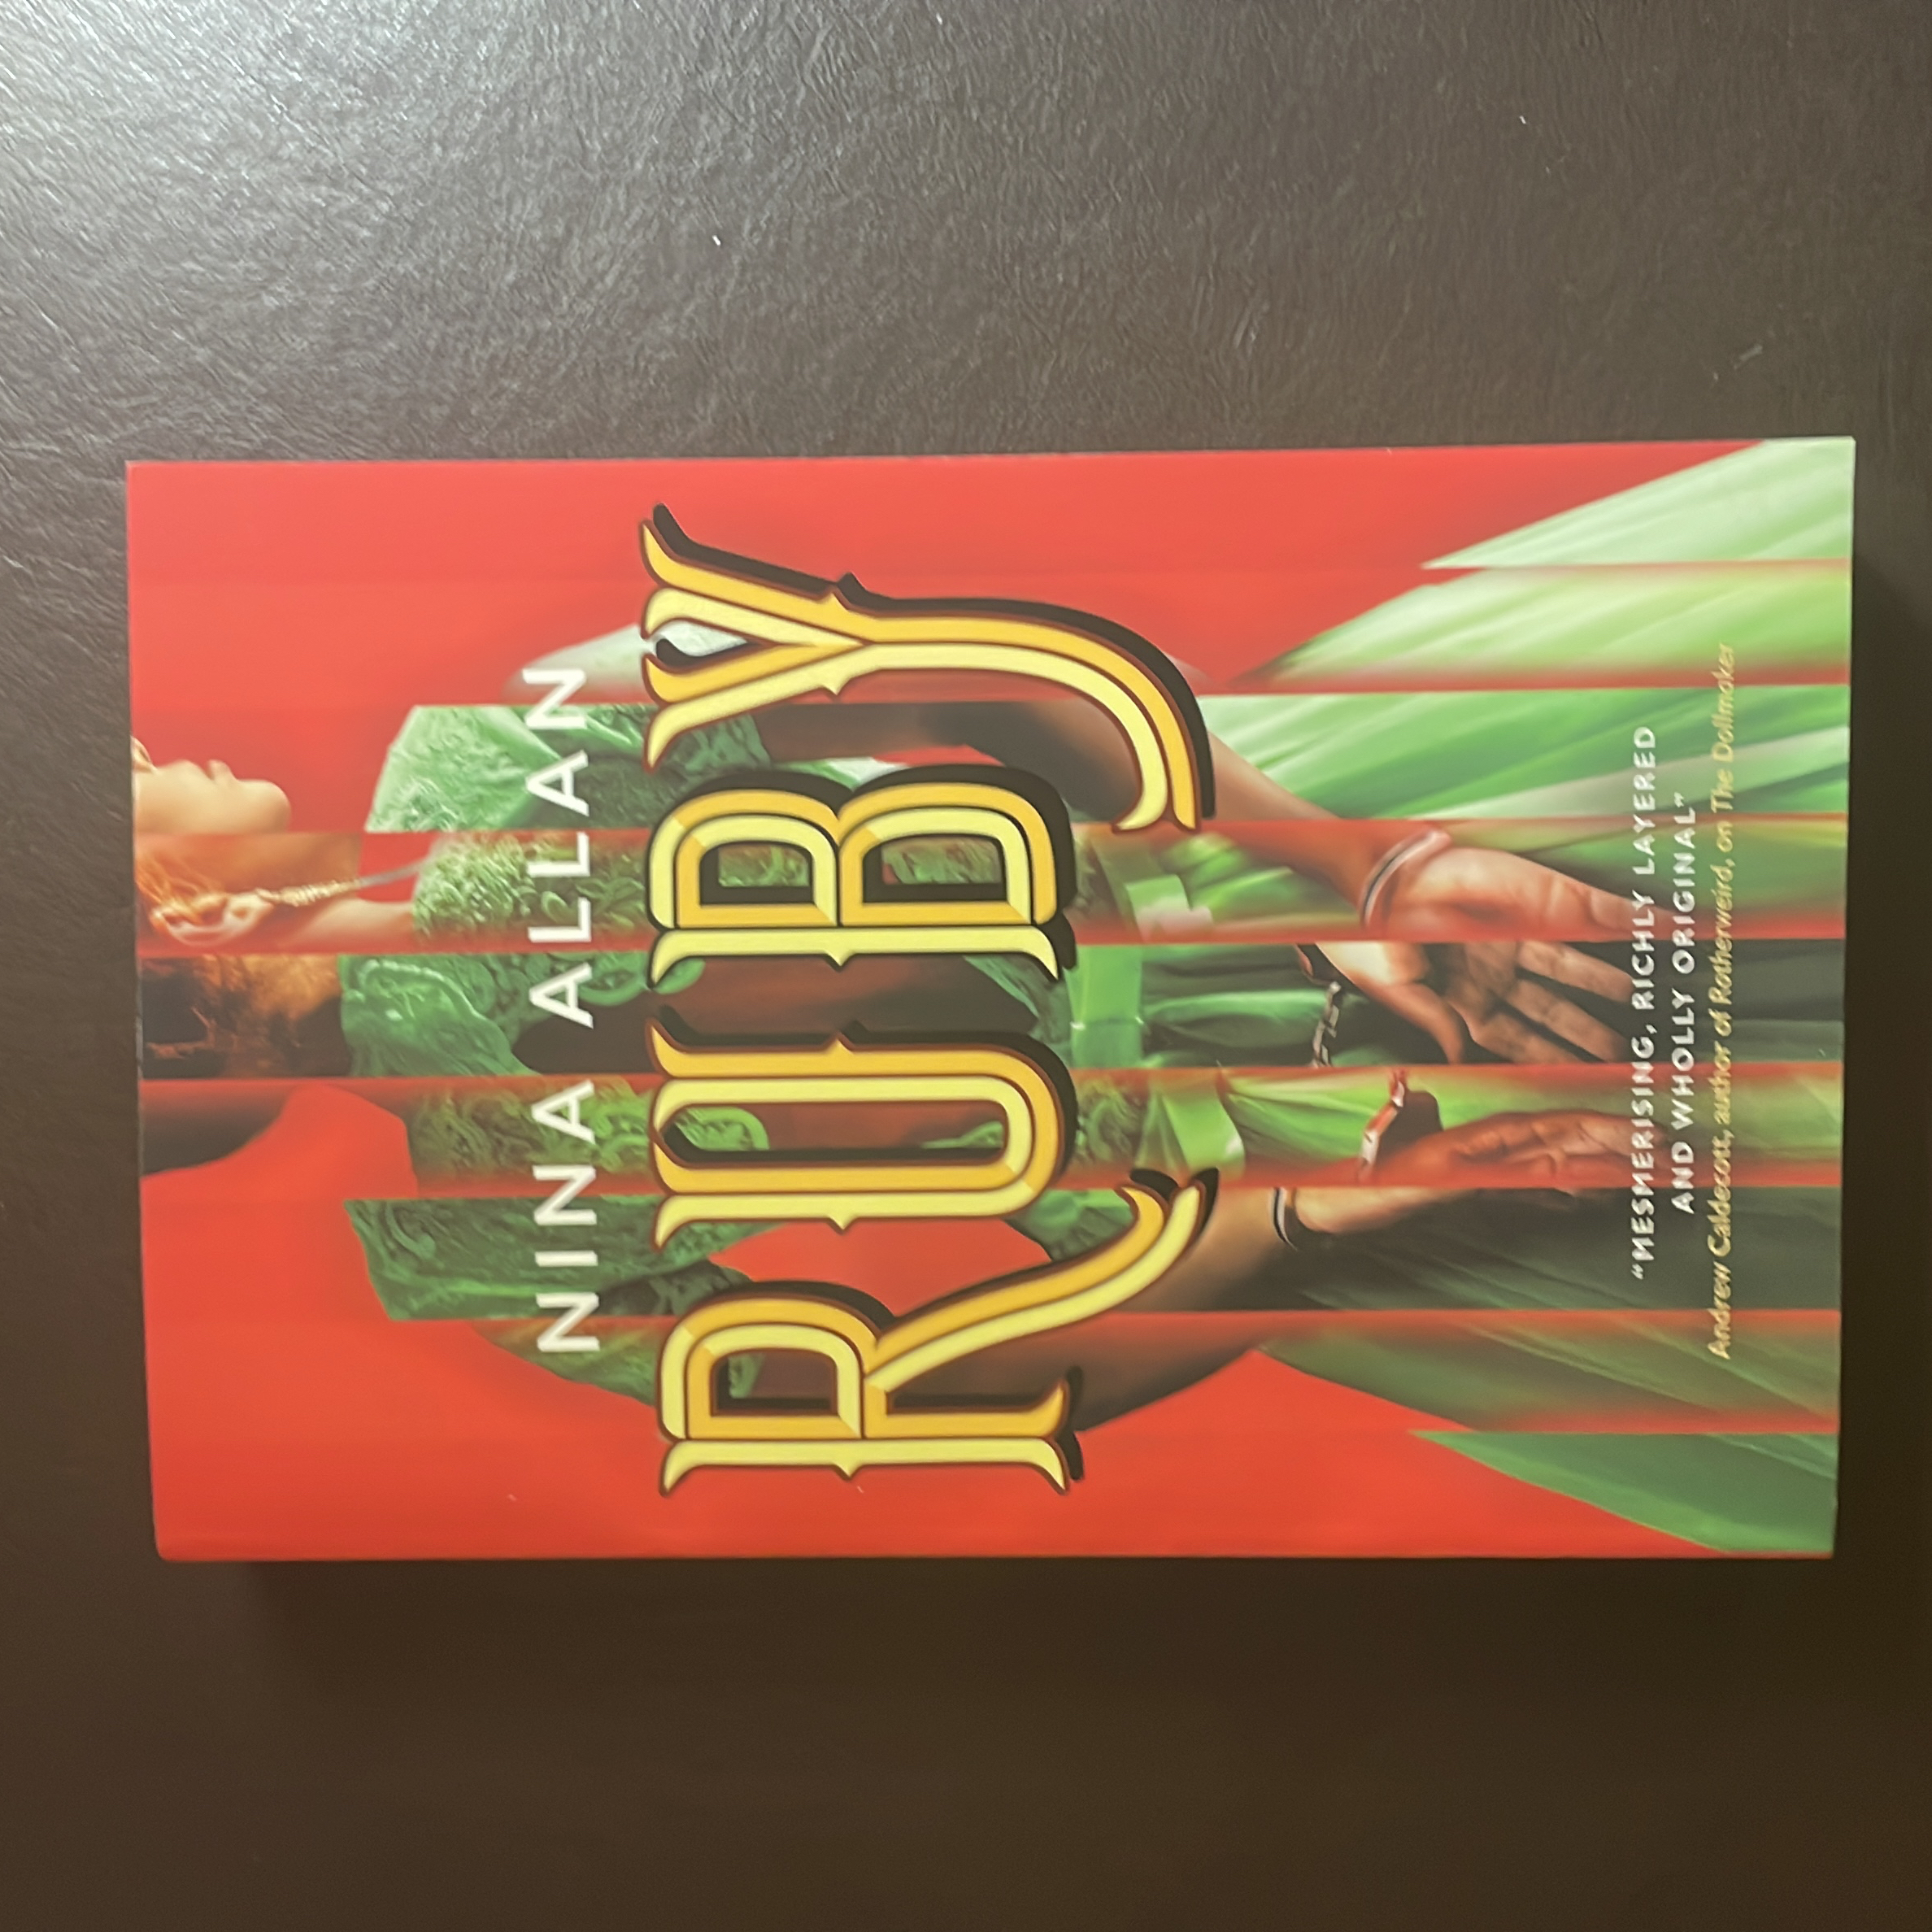 NINA ALLAN
RUBY
“MESMERISING, RICHLY LAYERED
AND WHOLLY ORIGINAL”
Andrew Caldecott, author of Rotherweird, on The Dollmaker